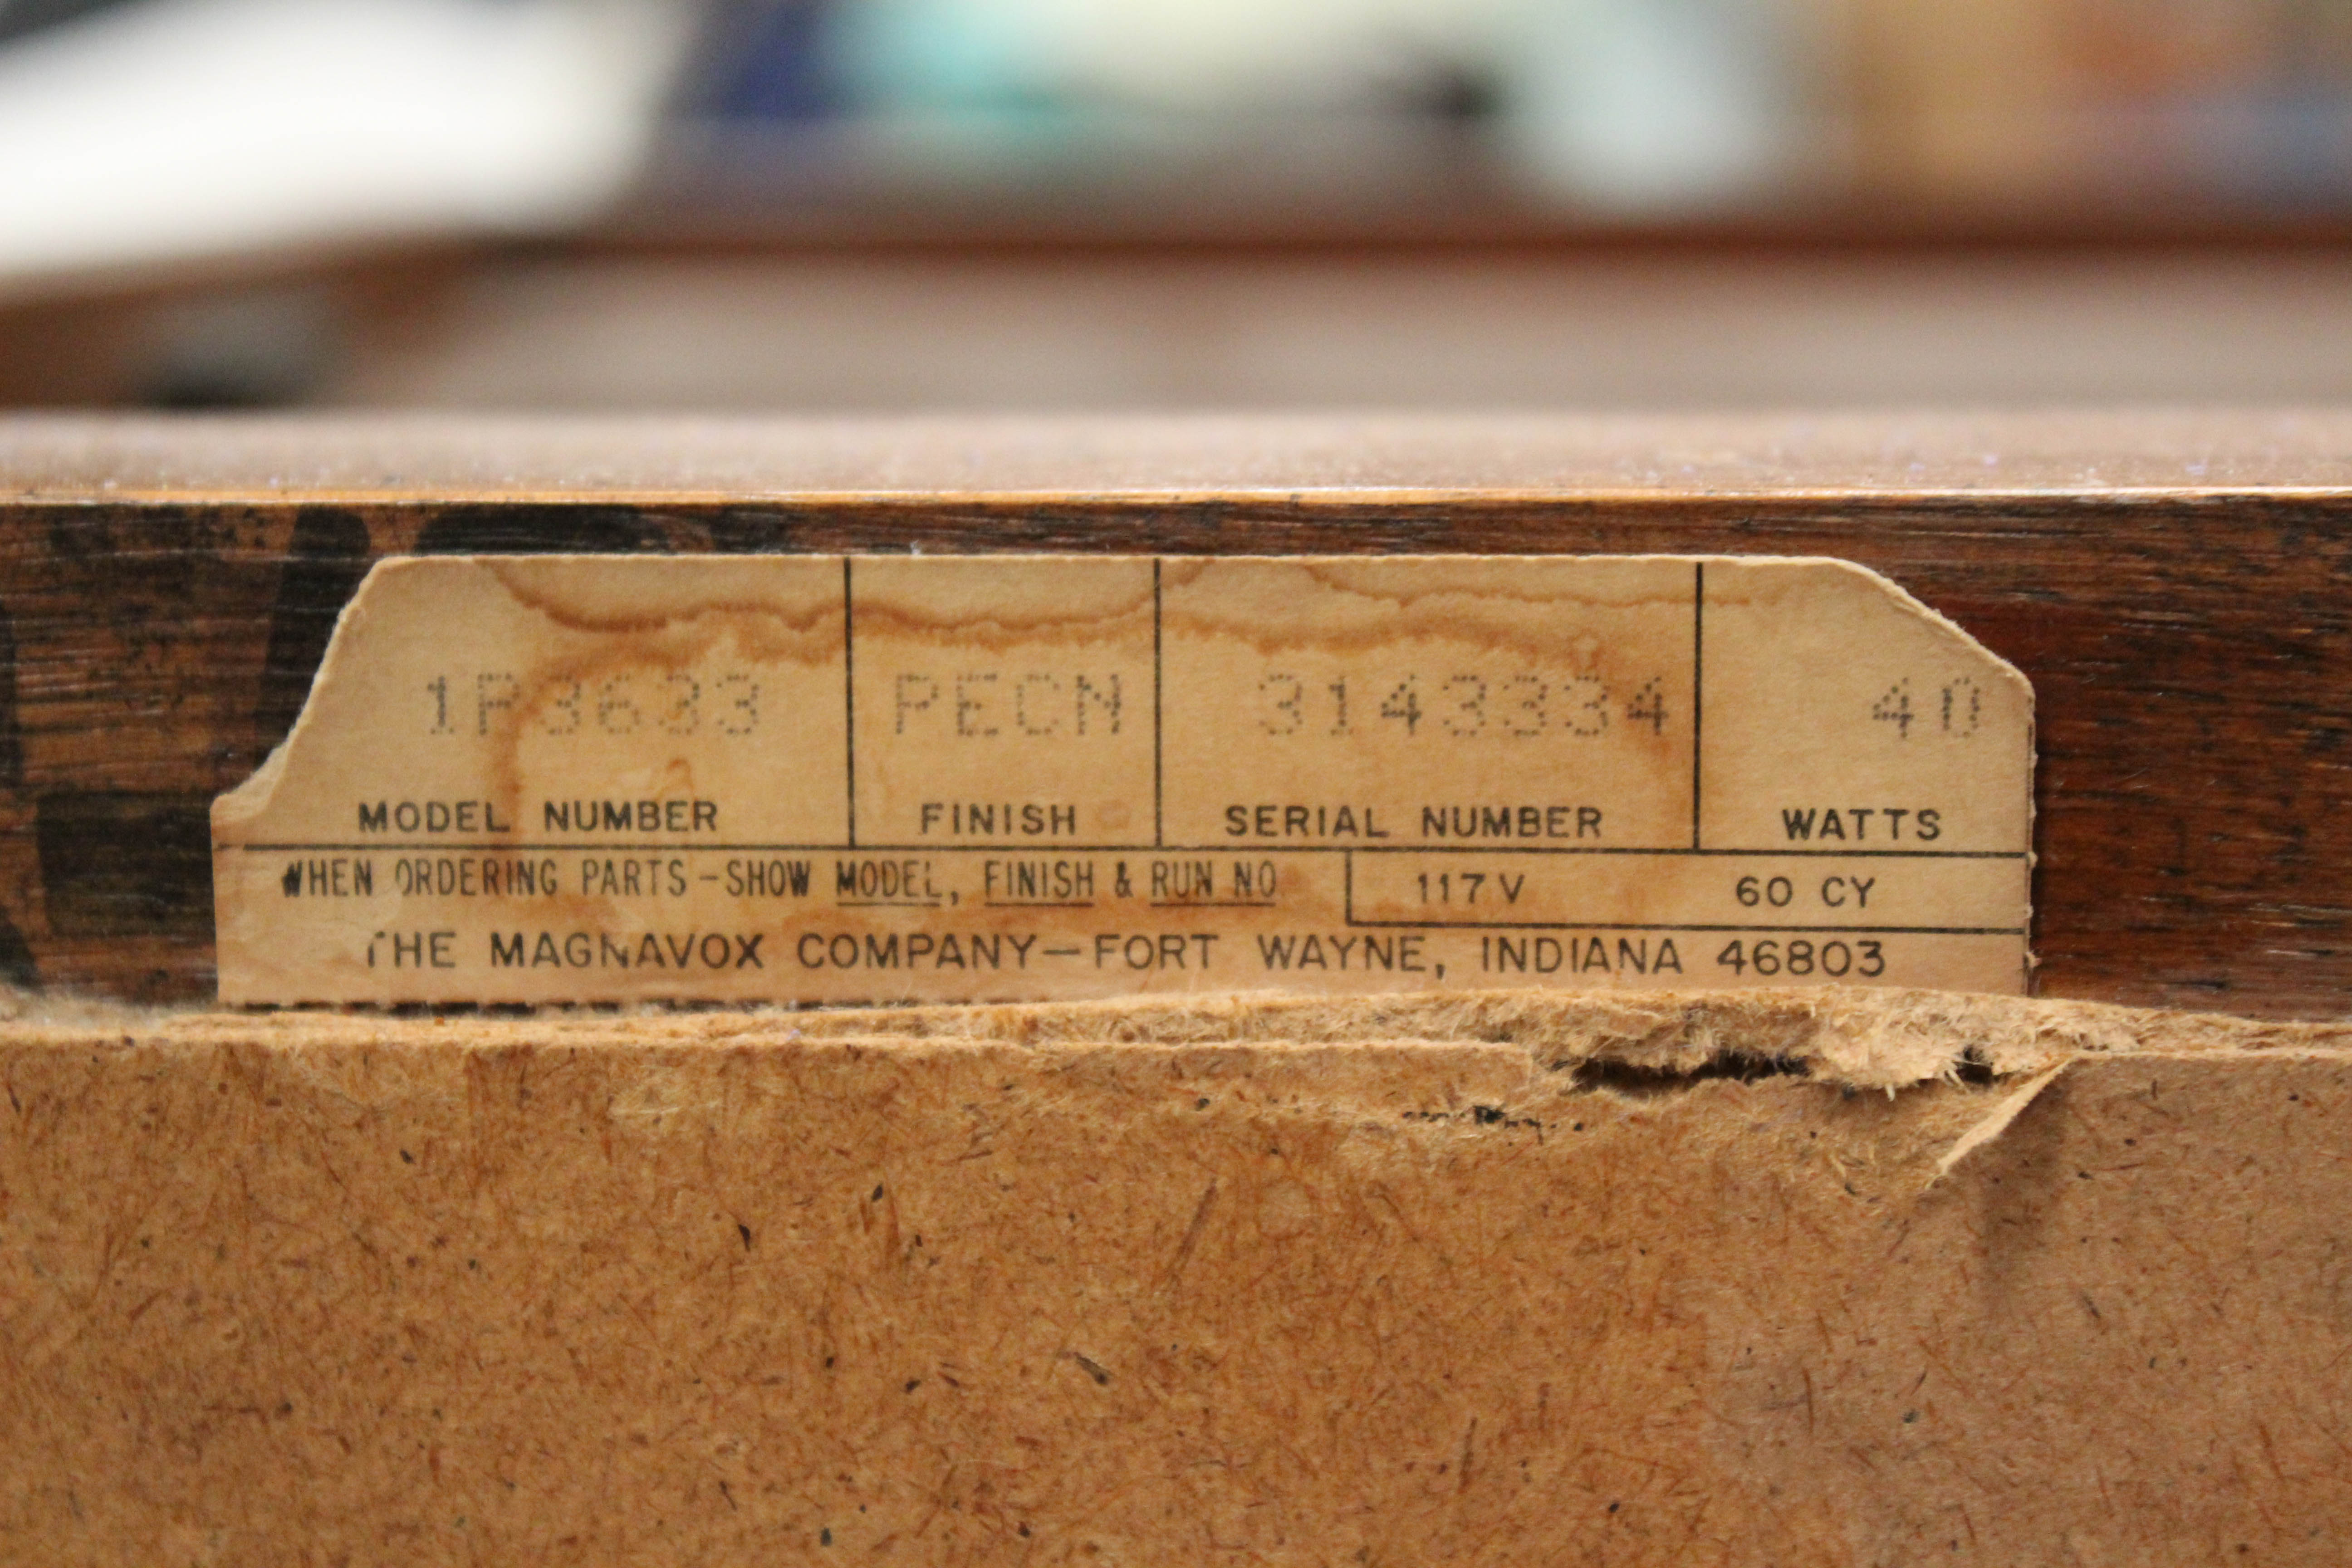 1P3633 PECN 3143334 40
MODEL NUMBER FINISH SERIAL NUMBER WATTS
WHEN ORDERING PARTS-SHOW MODEL, FINISH & RUN NO 117V 60 CY
THE MAGNAVOX COMPANY—FORT WAYNE, INDIANA 46803